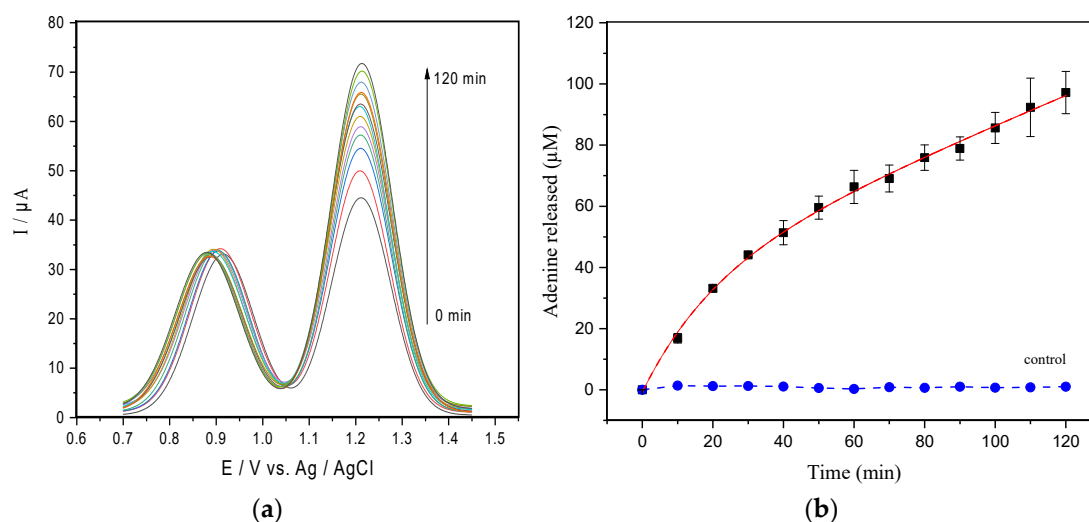 80
70
60
50
40
30
20
10
0
I / µA
120 min
0 min
0.6 0.7 0.8 0.9 1.0 1.1 1.2 1.3 1.4 1.5
E / V vs. Ag / AgCl
(a)
120
100
80
60
40
20
0
Adenine released (µM)
control
0 20 40 60 80 100 120
Time (min)
(b)